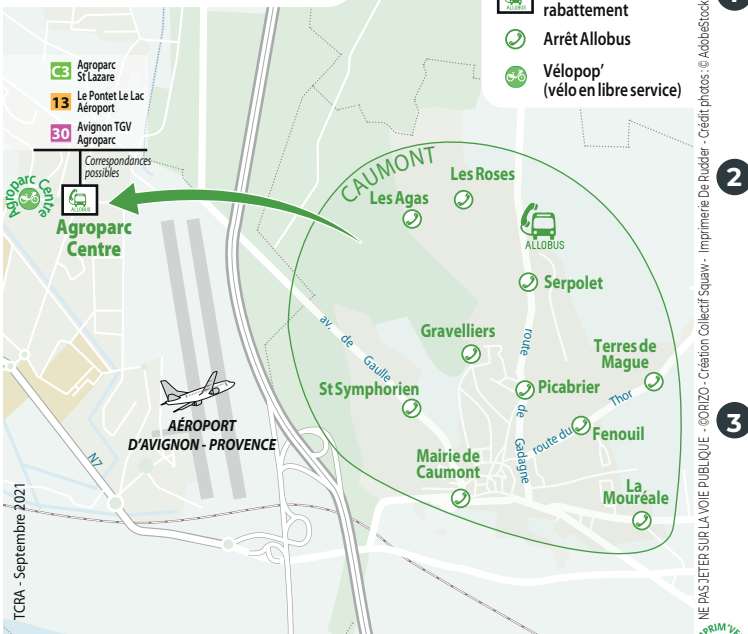 rabattement
ALLOBUS
Arrêt Allobus
Vélopop'
(vélo en libre service)
C3 Agroparc
St Lazare
13 Le Pontet Le Lac
Aéroport
30 Avignon TGV
Agroparc
Correspondances
possibles
Agroparc Centre
ALLOBUS
Agroparc
Centre
CAUMONT
Les Roses
Les Agas
ALLOBUS
Serpolet
Gravelliers
Terres de
Mague
St Symphorien
Picabrier
Fenouil
Mairie de
Caumont
La
Mouréale
av. de Gaulle
route de Gadagne
route du Thor
AÉROPORT
D'AVIGNON - PROVENCE
N7
TCRA - Septembre 2021
NE PAS JETER SUR LA VOIE PUBLIQUE - ©ORIZO - Création Collectif Squaw - Imprimerie De Rudder - Crédit photos : © AdobeStock
2
3